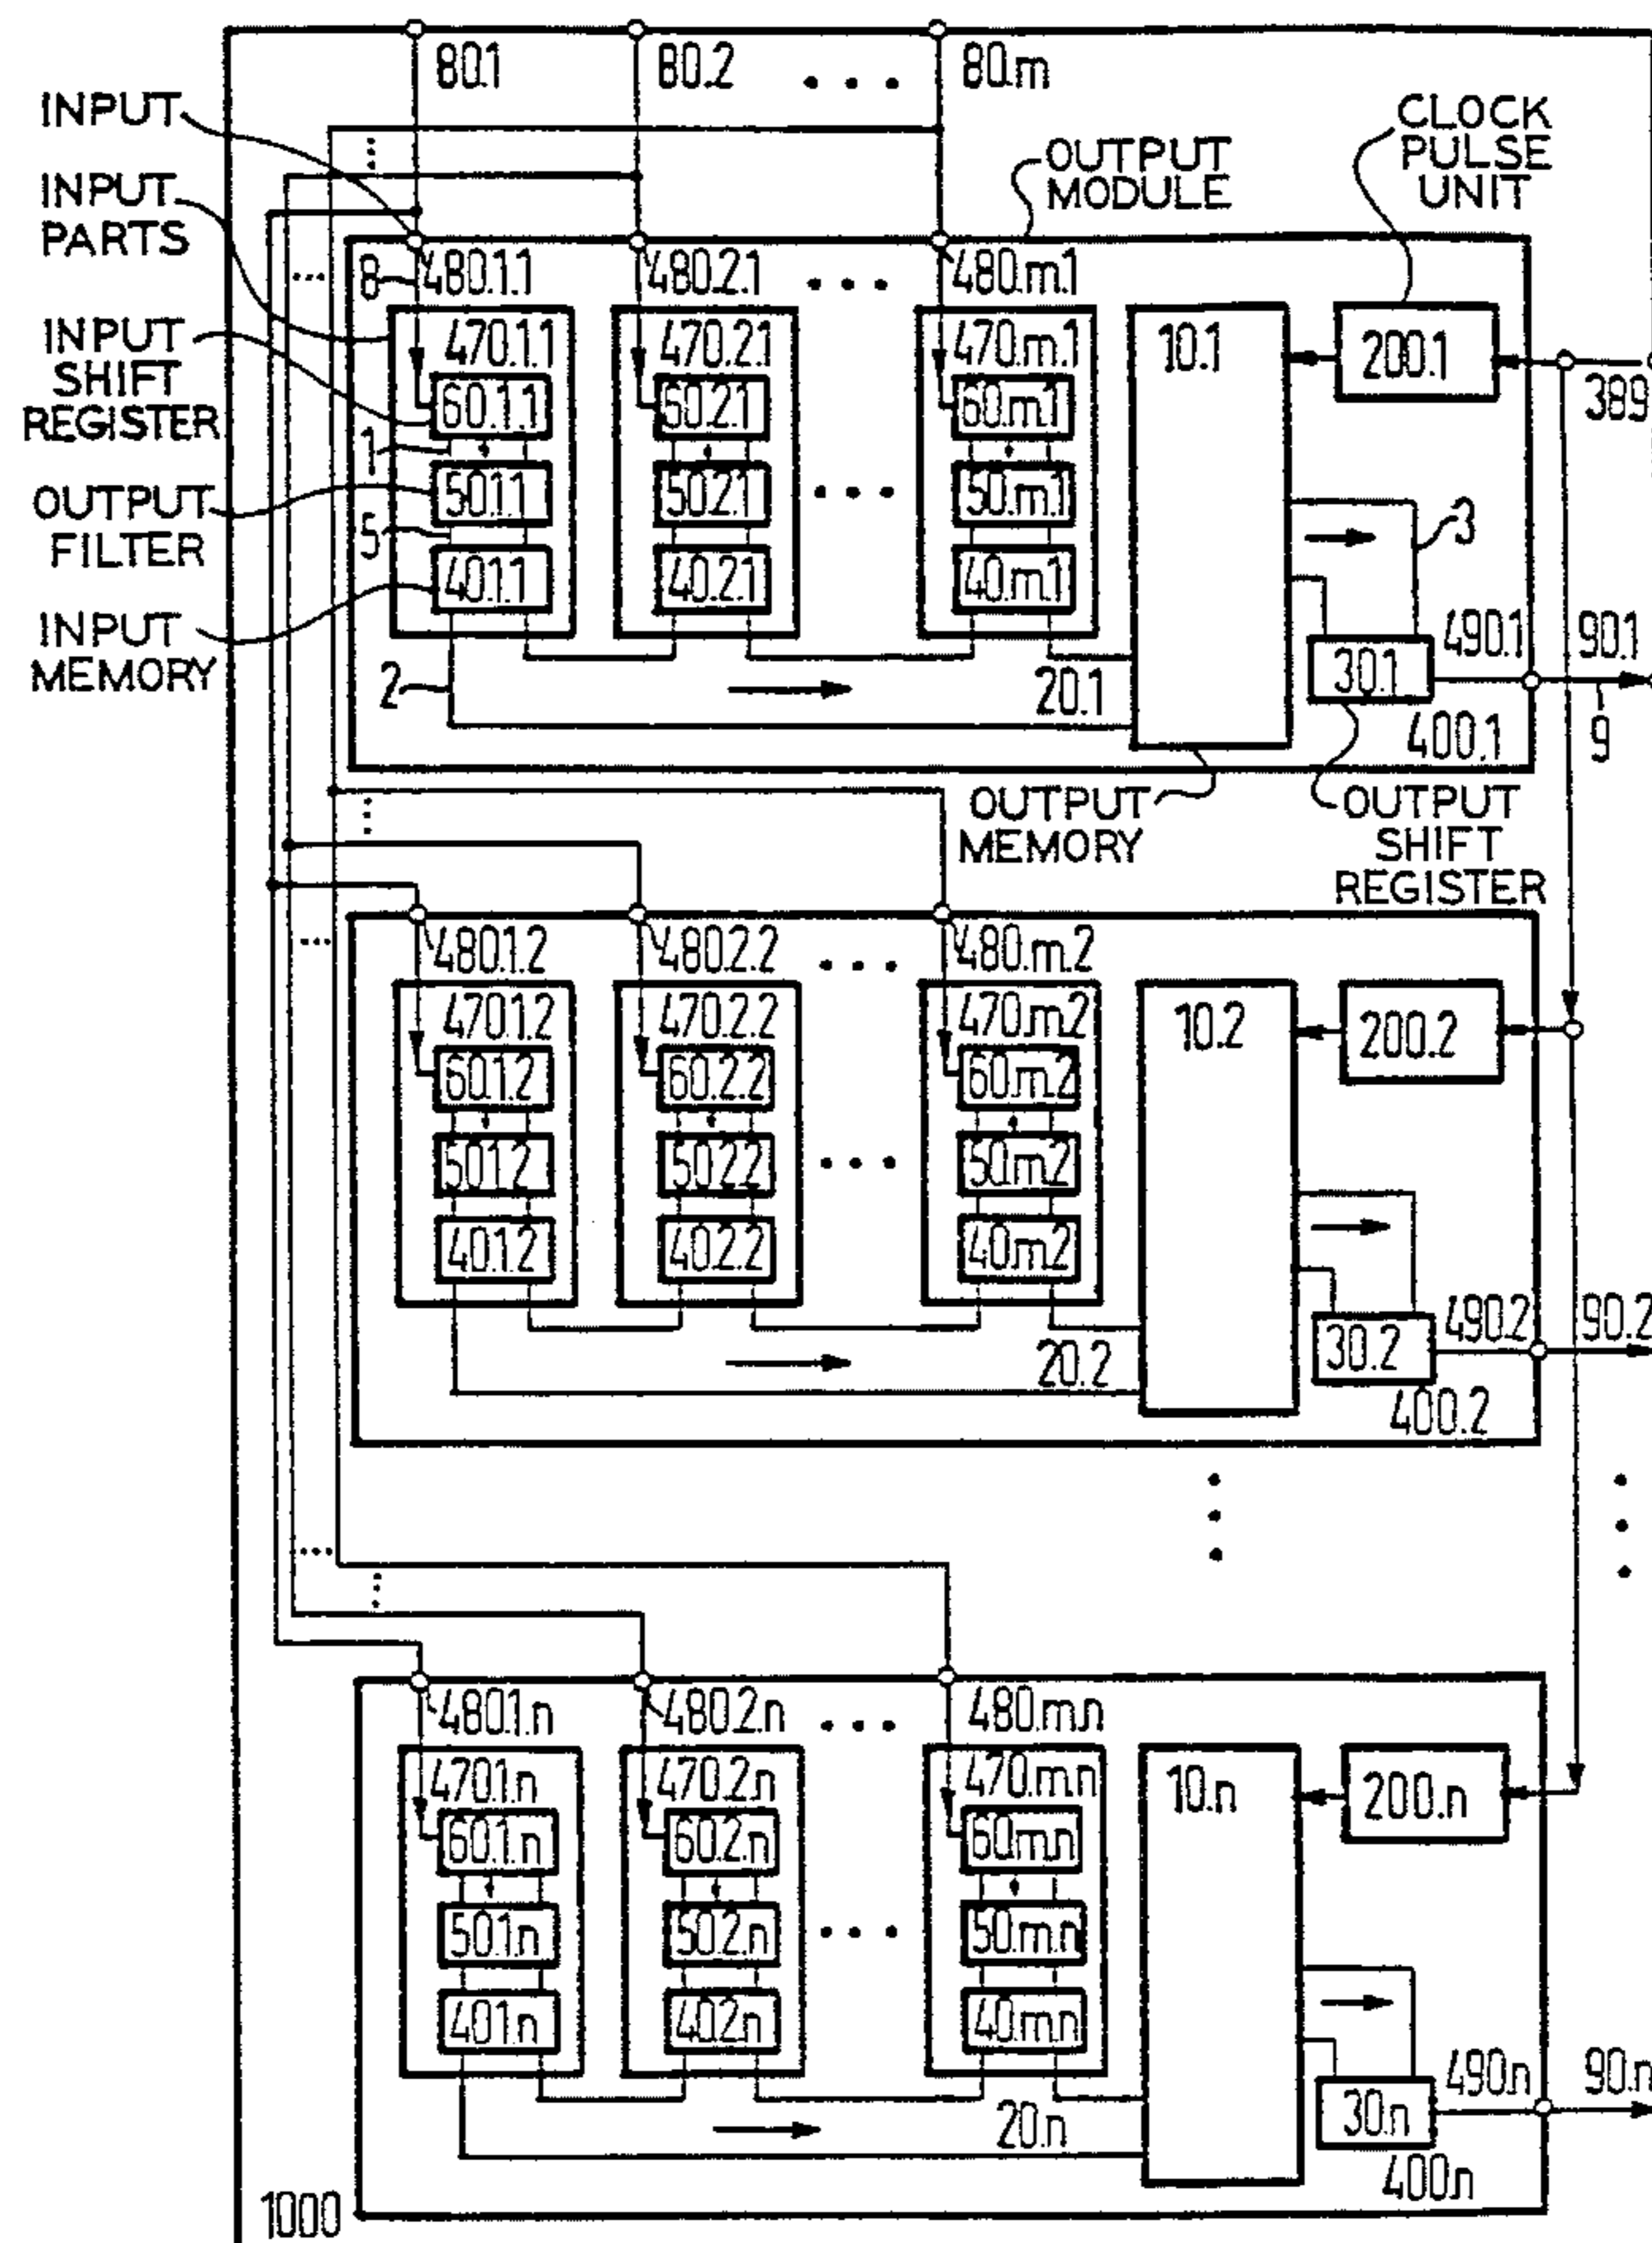 80.1 80.2 . . . 80.m
INPUT
INPUT
PARTS
INPUT
SHIFT
REGISTER
OUTPUT
FILTER
INPUT
MEMORY
OUTPUT
MODULE
CLOCK
PULSE
UNIT
8 480.1.1 480.2.1 . . . 480.m.1
470.1.1 470.2.1 470.m.1 10.1 200.1
389
60.1.1 60.2.1 60.m.1
1
50.1.1 50.2.1 . . . 50.m.1
3
5
40.1.1 40.2.1 40.m.1
490.1 90.1
30.1
2 20.1
400.1 9
OUTPUT
MEMORY
OUTPUT
SHIFT
REGISTER
480.1.2 480.2.2 . . . 480.m.2
470.1.2 470.2.2 470.m.2 10.2 200.2
60.1.2 60.2.2 60.m.2
50.1.2 50.2.2 . . . 50.m.2
40.1.2 40.2.2 40.m.2
490.2 90.2
30.2
20.2
400.2
480.1.n 480.2.n . . . 480.m.n
470.1.n 470.2.n 470.m.n 10.n 200.n
60.1.n 60.2.n 60.m.n
50.1.n 50.2.n . . . 50.m.n
40.1.n 40.2.n 40.m.n
490.n 90.n
30.n
20.n
400.n
1000